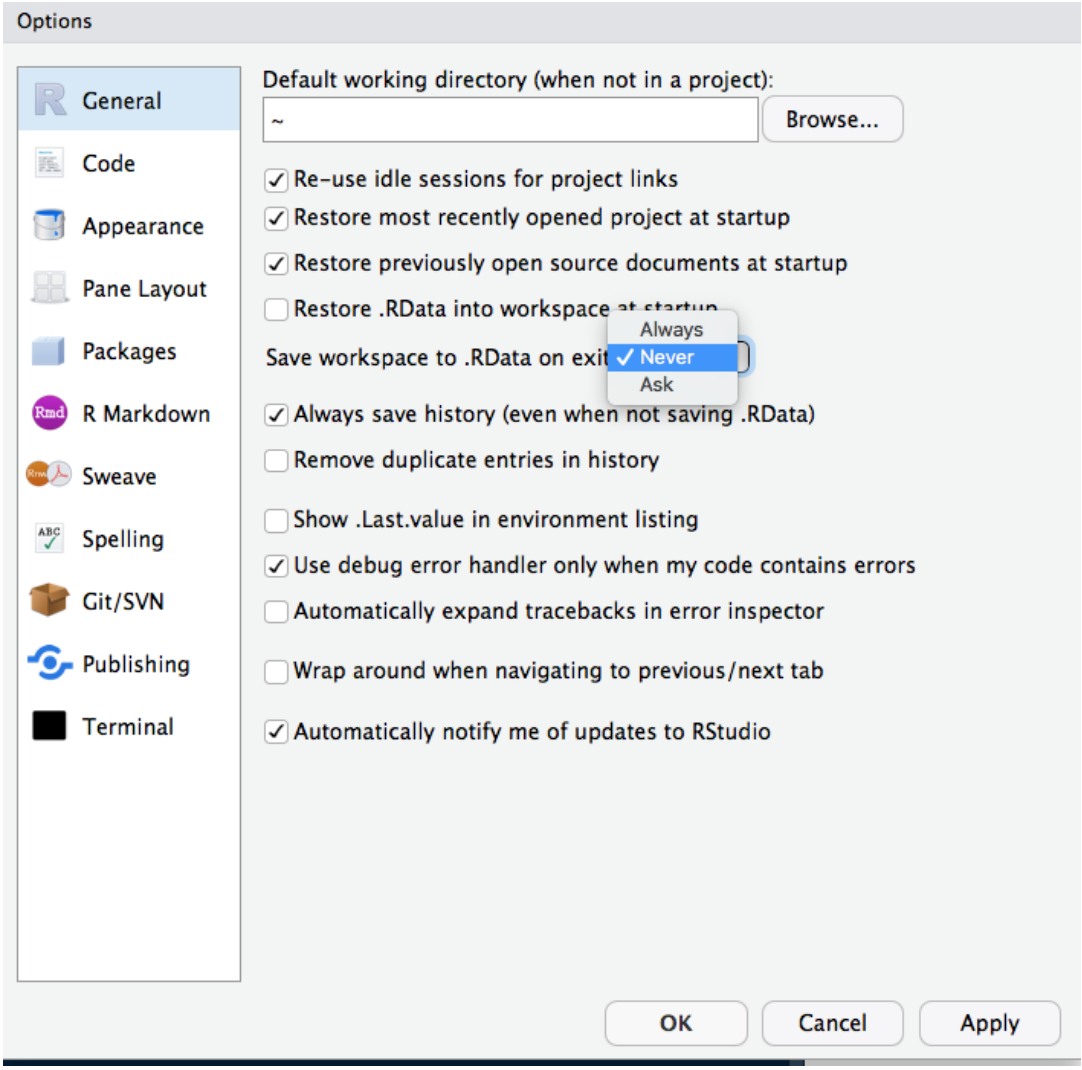 Options
General
Code
Appearance
Pane Layout
Packages
Rmd R Markdown
Rnw Sweave
ABC Spelling
Git/SVN
Publishing
Terminal
Default working directory (when not in a project):
~ Browse...
Re-use idle sessions for project links
Restore most recently opened project at startup
Restore previously open source documents at startup
Restore .RData into workspace at startup
Always
Save workspace to .RData on exit Never
Ask
Always save history (even when not saving .RData)
Remove duplicate entries in history
Show .Last.value in environment listing
Use debug error handler only when my code contains errors
Automatically expand tracebacks in error inspector
Wrap around when navigating to previous/next tab
Automatically notify me of updates to RStudio
OK Cancel Apply